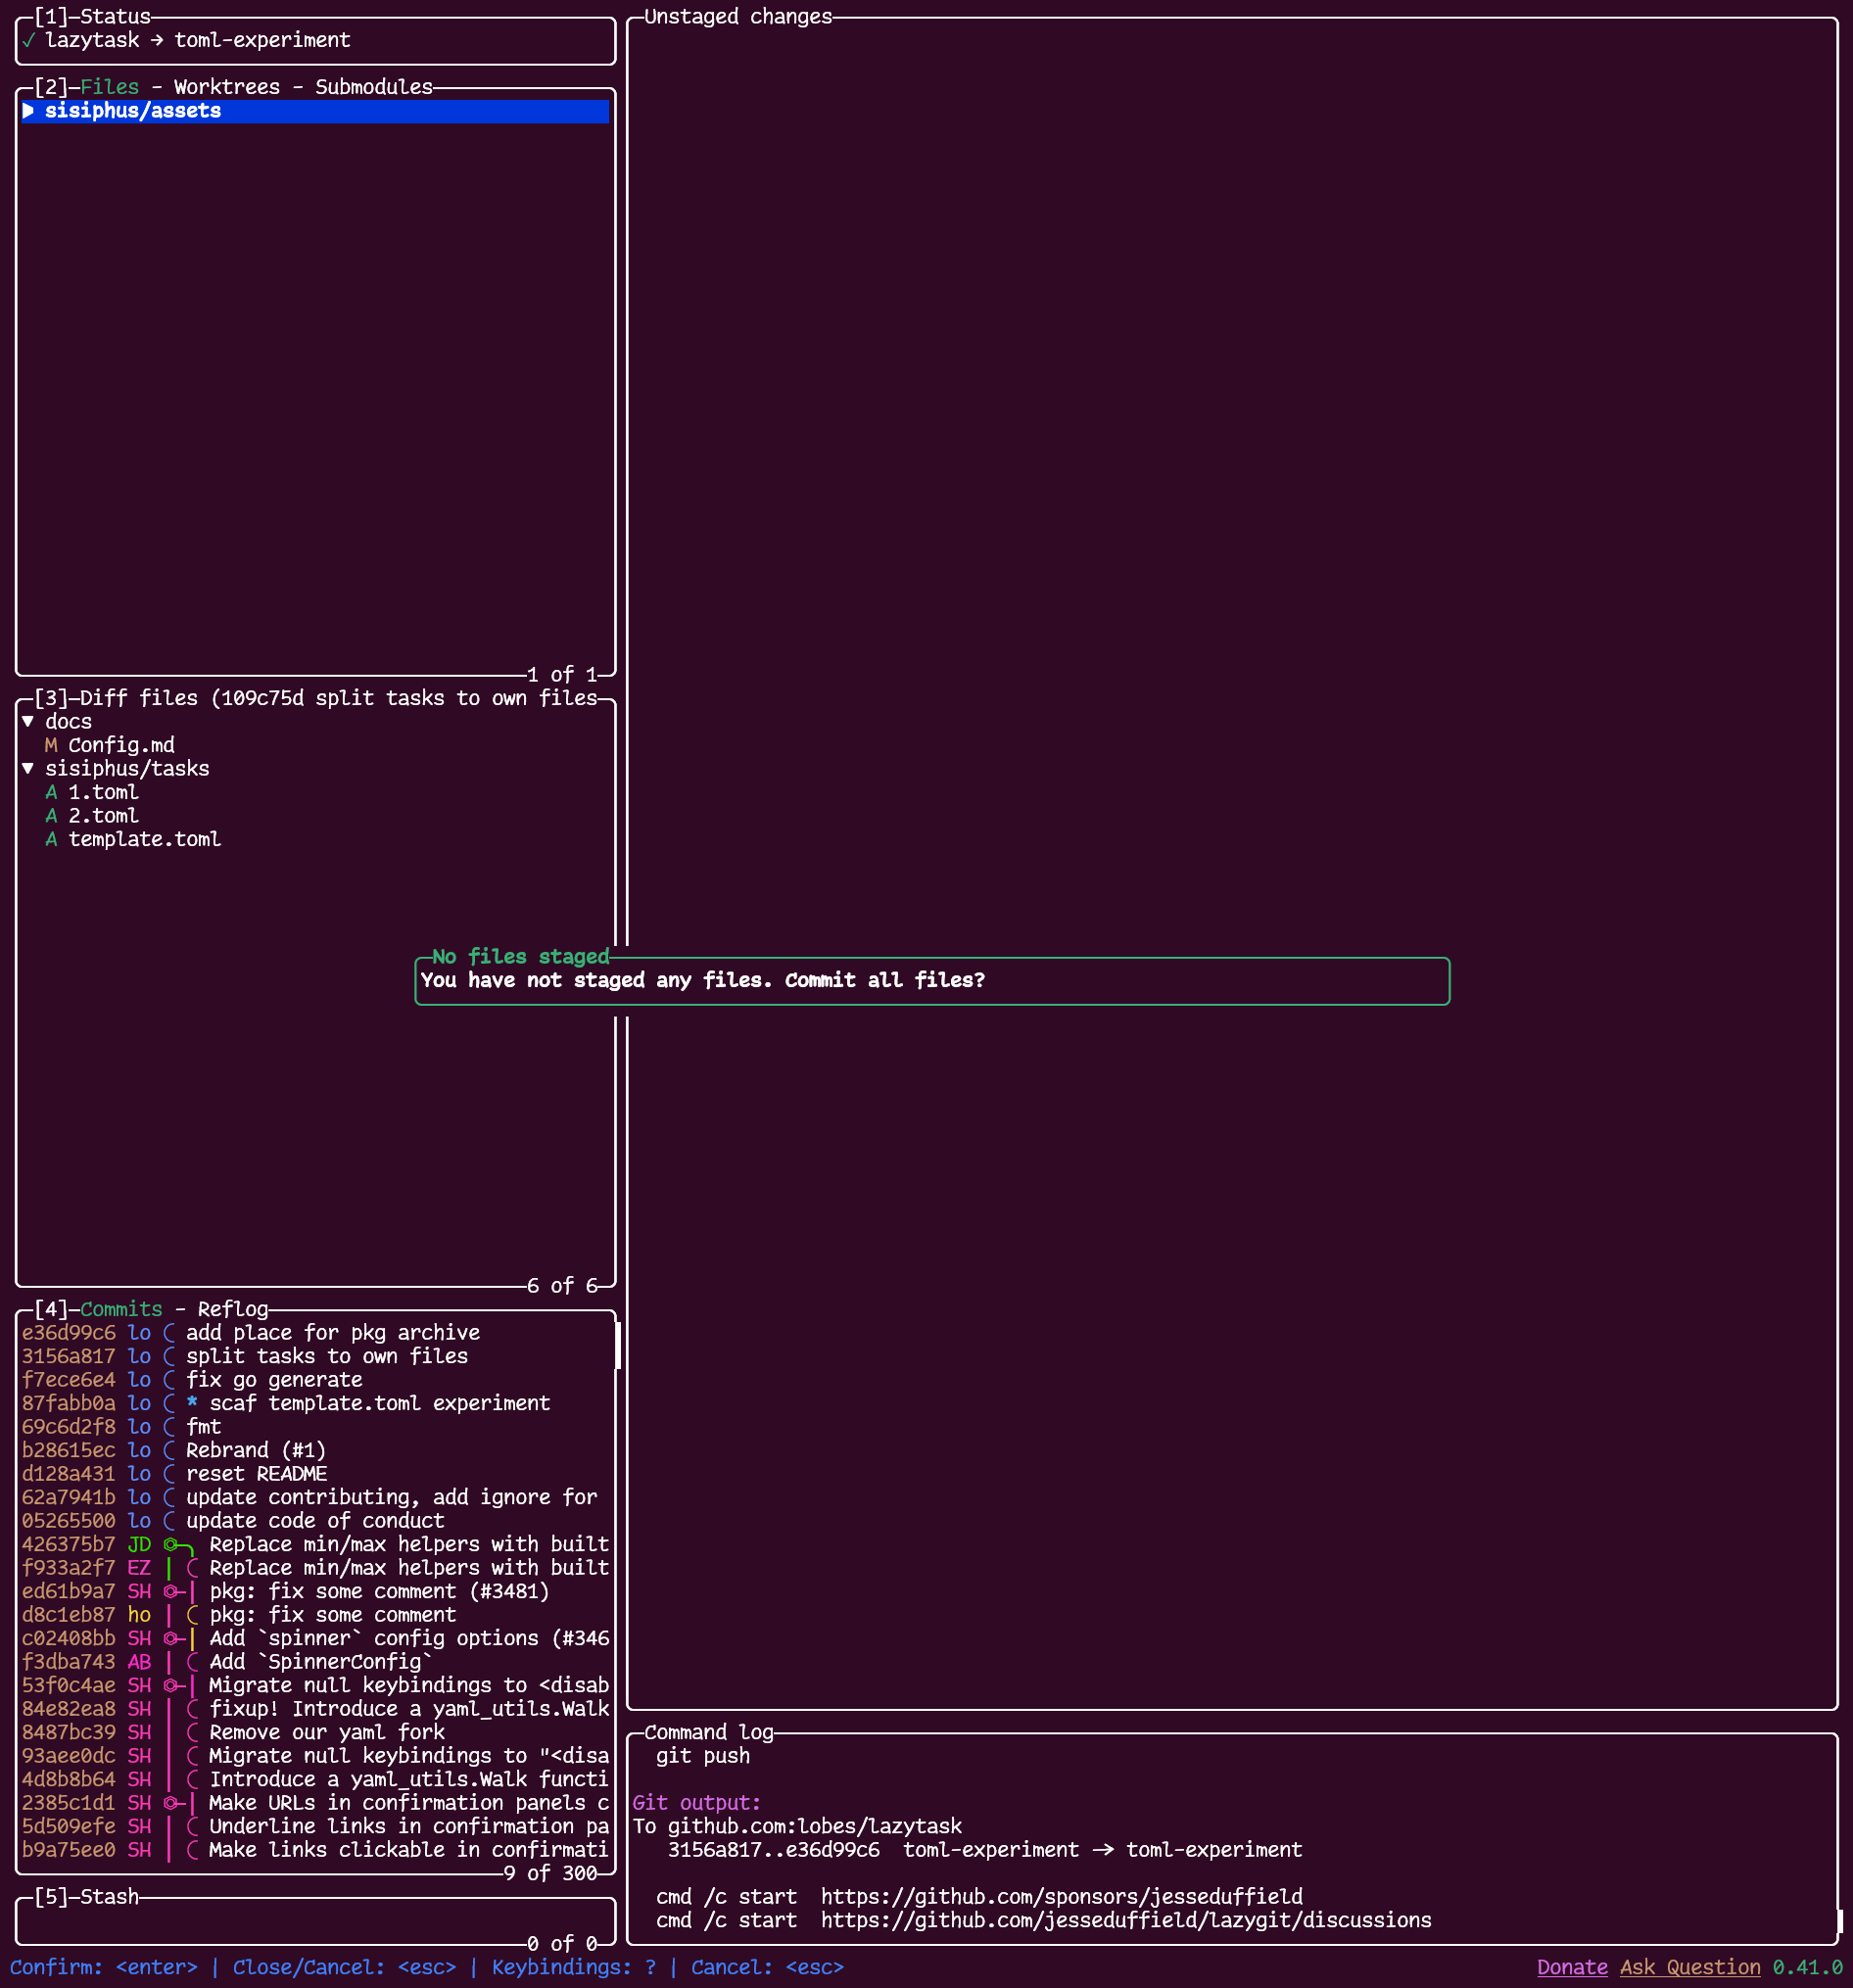 [1]─Status
✓ lazytask → toml-experiment
[2]─Files - Worktrees - Submodules
▶ sisiphus/assets
1 of 1
[3]─Diff files (109c75d split tasks to own files
▼ docs
M Config.md
▼ sisiphus/tasks
A 1.toml
A 2.toml
A template.toml
6 of 6
[4]─Commits - Reflog
e36d99c6 lo add place for pkg archive
3156a817 lo split tasks to own files
f7ece6e4 lo fix go generate
87fabb0a lo * scaf template.toml experiment
69c6d2f8 lo fmt
b28615ec lo Rebrand (#1)
d128a431 lo reset README
62a7941b lo update contributing, add ignore for
05265500 lo update code of conduct
426375b7 JD Replace min/max helpers with built
f933a2f7 EZ Replace min/max helpers with built
ed61b9a7 SH pkg: fix some comment (#3481)
d8c1eb87 ho pkg: fix some comment
c02408bb SH Add `spinner` config options (#346
f3dba743 AB Add `SpinnerConfig`
53f0c4ae SH Migrate null keybindings to <disab
84e82ea8 SH fixup! Introduce a yaml_utils.Walk
8487bc39 SH Remove our yaml fork
93aee0dc SH Migrate null keybindings to "<disa
4d8b8b64 SH Introduce a yaml_utils.Walk functi
2385c1d1 SH Make URLs in confirmation panels c
5d509efe SH Underline links in confirmation pa
b9a75ee0 SH Make links clickable in confirmati
9 of 300
[5]─Stash
0 of 0
Unstaged changes
No files staged
You have not staged any files. Commit all files?
Command log
git push
Git output:
To github.com:lobes/lazytask
3156a817..e36d99c6  toml-experiment -> toml-experiment
cmd /c start  https://github.com/sponsors/jesseduffield
cmd /c start  https://github.com/jesseduffield/lazygit/discussions
Confirm: <enter> | Close/Cancel: <esc> | Keybindings: ? | Cancel: <esc>
Donate Ask Question 0.41.0